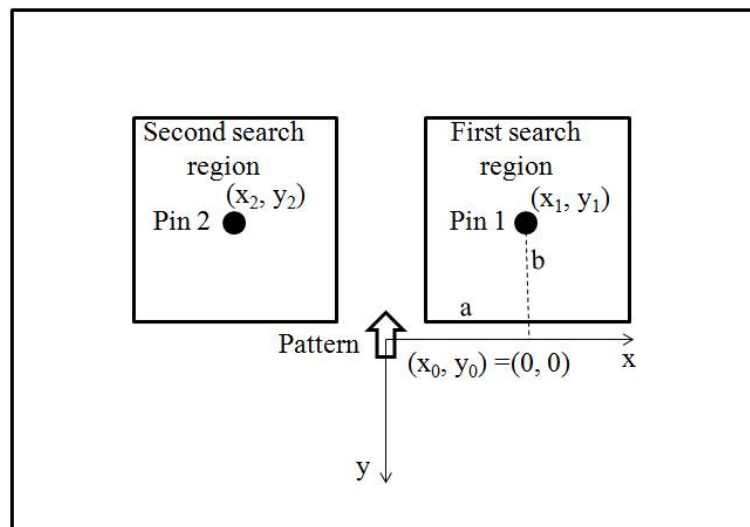 Second search
region
(x₂, y₂)
Pin 2
First search
region
(x₁, y₁)
Pin 1
b
a
Pattern
(x₀, y₀) =(0, 0)
x
y